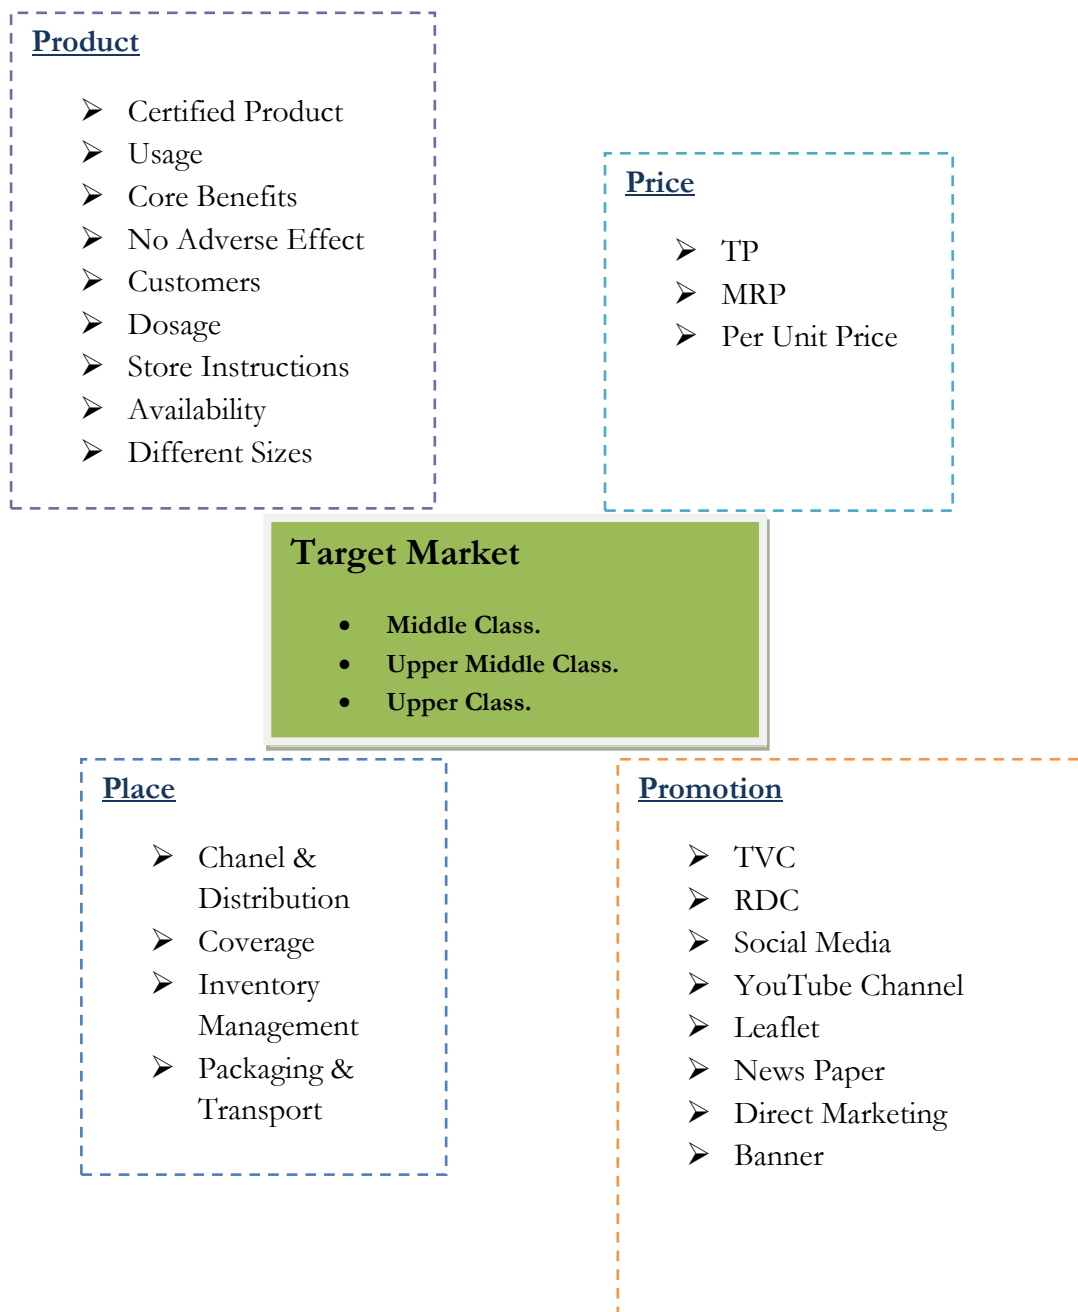 Product
➢ Certified Product
➢ Usage
➢ Core Benefits
➢ No Adverse Effect
➢ Customers
➢ Dosage
➢ Store Instructions
➢ Availability
➢ Different Sizes
Price
➢ TP
➢ MRP
➢ Per Unit Price
Target Market
• Middle Class.
• Upper Middle Class.
• Upper Class.
Place
➢ Chanel &
Distribution
➢ Coverage
➢ Inventory
Management
➢ Packaging &
Transport
Promotion
➢ TVC
➢ RDC
➢ Social Media
➢ YouTube Channel
➢ Leaflet
➢ News Paper
➢ Direct Marketing
➢ Banner